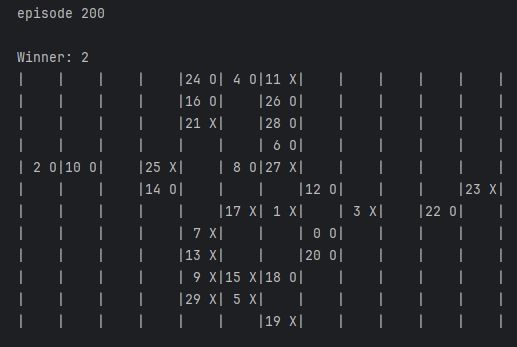 episode 200
Winner: 2
|    |    |    |    |24 O| 4 O|11 X|    |    |    |    |    |
|    |    |    |    |16 O|    |26 O|    |    |    |    |    |
|    |    |    |    |21 X|    |28 O|    |    |    |    |    |
|    |    |    |    |    |    | 6 O|    |    |    |    |    |
| 2 O|10 O|    |25 X|    | 8 O|27 X|    |    |    |    |    |
|    |    |    |14 O|    |    |    |12 O|    |    |    |23 X|
|    |    |    |    |    |17 X| 1 X|    | 3 X|    |22 O|    |
|    |    |    |    | 7 X|    |    | 0 O|    |    |    |    |
|    |    |    |    |13 X|    |    |20 O|    |    |    |    |
|    |    |    |    | 9 X|15 X|18 O|    |    |    |    |    |
|    |    |    |    |29 X| 5 X|    |    |    |    |    |    |
|    |    |    |    |    |    |19 X|    |    |    |    |    |